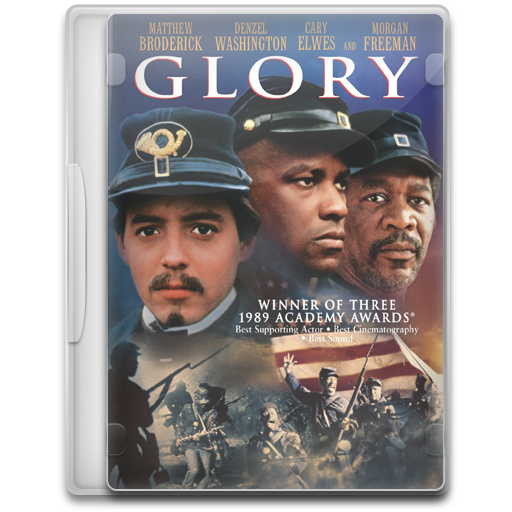 MATTHEW BRODERICK DENZEL WASHINGTON CARY ELWES AND MORGAN FREEMAN
GLORY
WINNER OF THREE
1989 ACADEMY AWARDS®
Best Supporting Actor • Best Cinematography
• Best Sound